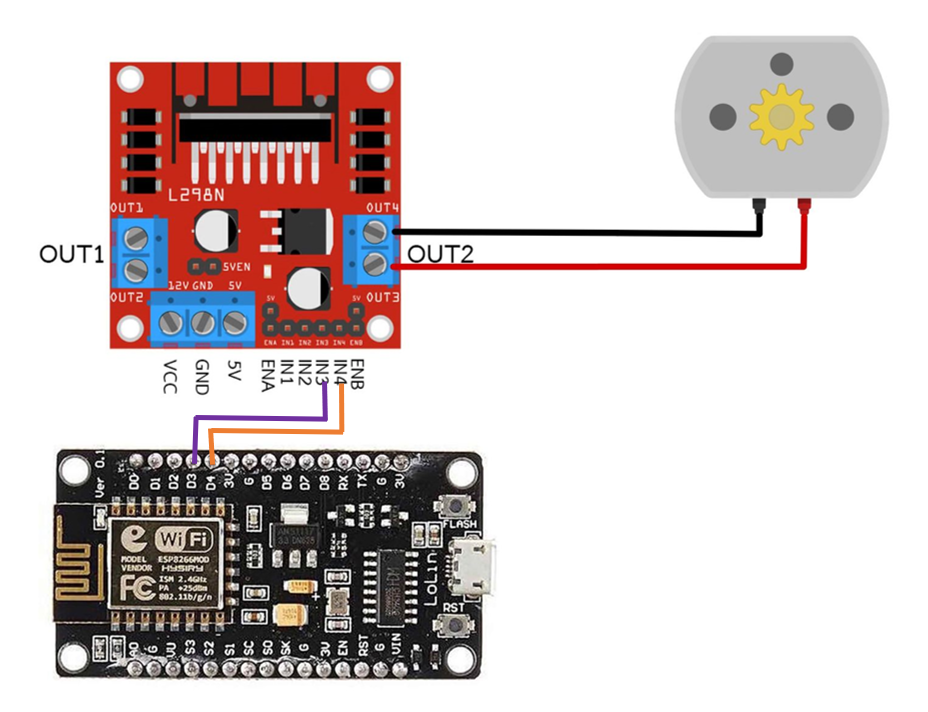 L298N
OUT1
OUT4
OUT1
OUT2
5VEN
OUT2
12V GND 5V
OUT3
5V
5V
ENA IN1 IN2 IN3 IN4 ENB
VCC
GND
5V
ENA
IN1
IN2
IN3
IN4
ENB
Ver 0.1
D0
D1
D2
D3
D4
3V
G
D5
D6
D7
D8
RX
TX
G
3V
FLASH
WiFi
MODEL ESP8266MOD
VENDOR
ISM 2.4GHz
PA +25dBm
802.11b/g/n
FC
AMS1117
LoLin
RST
A0
G
VU
S3
S2
S1
SC
SO
SK
G
3V
EN
RST
G
VIN